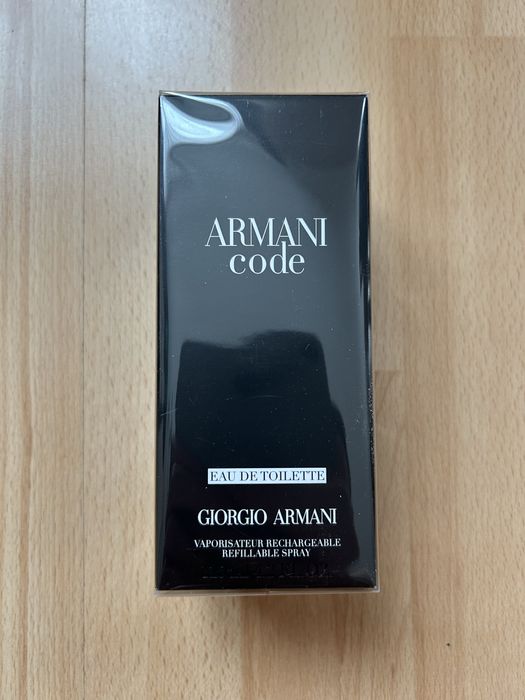 ARMANI
code
EAU DE TOILETTE
GIORGIO ARMANI
VAPORISATEUR RECHARGEABLE
REFILLABLE SPRAY